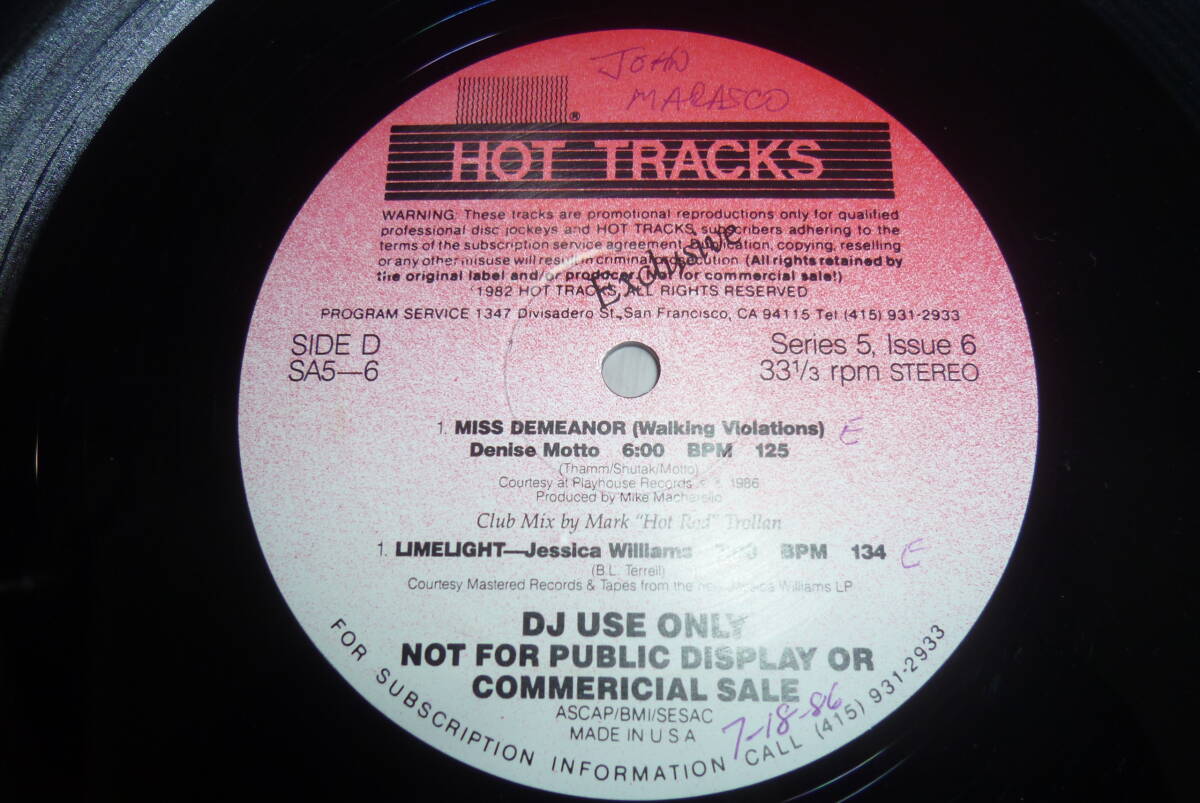 JOHN
MARASCO
®
HOT TRACKS
WARNING: These tracks are promotional reproductions only for qualified
professional disc jockeys and HOT TRACKS subscribers adhering to the
terms of the subscription service agreement. Duplication, copying, reselling
or any other misuse will result in criminal prosecution (All rights retained by
the original label and/or producer. Not for commercial sale!)
Exclusive
1982 HOT TRACKS, ALL RIGHTS RESERVED
PROGRAM SERVICE 1347 Divisadero St., San Francisco, CA 94115 Tel (415) 931-2933
SIDE D
SA5—6
Series 5, Issue 6
33 1/3 rpm STEREO
1. MISS DEMEANOR (Walking Violations) E
Denise Motto 6:00 BPM 125
(Thamm/Shutak/Motto)
Courtesy at Playhouse Records 1986
Produced by Mike
Club Mix by Mark "Hot Rod" Trollan
1. LIMELIGHT—Jessica Williams BPM 134 E
(B.L. Terrell)
Courtesy Mastered Records & Tapes from the new Jessica Williams LP
DJ USE ONLY
NOT FOR PUBLIC DISPLAY OR
COMMERICIAL SALE
ASCAP/BMI/SESAC
MADE IN U S A
7-18-86
FOR SUBSCRIPTION INFORMATION CALL (415) 931-2933